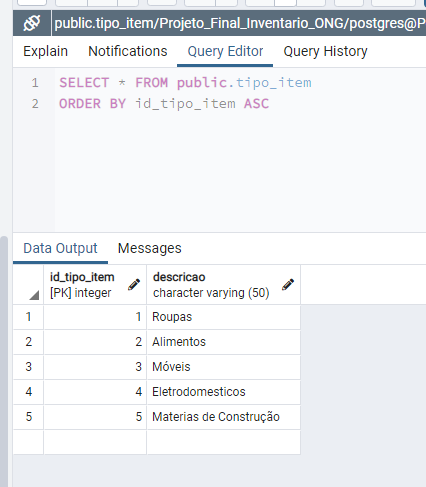 public.tipo_item/Projeto_Final_Inventario_ONG/postgres@P
Explain Notifications Query Editor Query History
1 SELECT * FROM public.tipo_item
2 ORDER BY id_tipo_item ASC
Data Output Messages
id_tipo_item descricao
[PK] integer character varying (50)
1 1 Roupas
2 2 Alimentos
3 3 Móveis
4 4 Eletrodomesticos
5 5 Materias de Construção